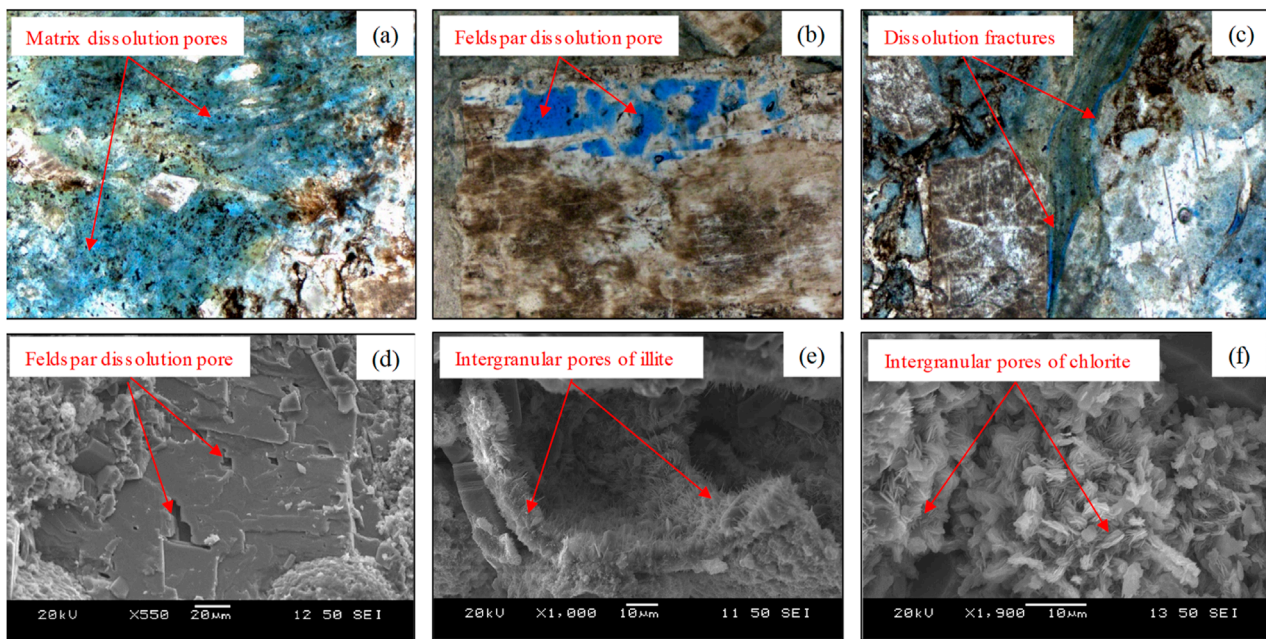 Matrix dissolution pores
(a)
Feldspar dissolution pore
(b)
Dissolution fractures
(c)
Feldspar dissolution pore
(d)
Intergranular pores of illite
(e)
Intergranular pores of chlorite
(f)
20kV X550 20μm 12 50 SEI
20kV X1,000 10μm 11 50 SEI
20kV X1,900 10μm 13 50 SEI